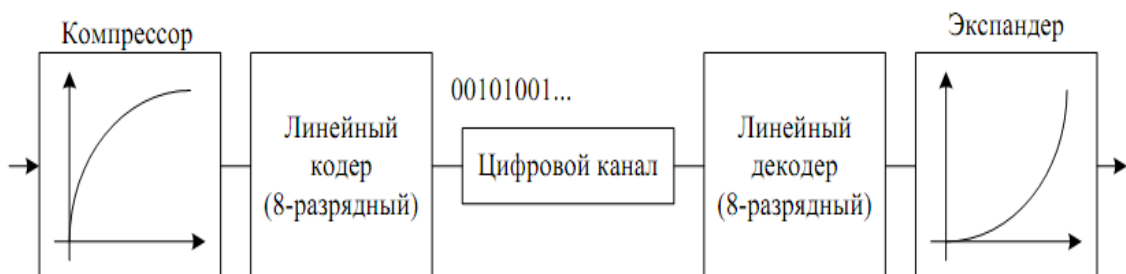 Компрессор
Линейный
кодер
(8-разрядный)
00101001...
Цифровой канал
Линейный
декодер
(8-разрядный)
Экспандер